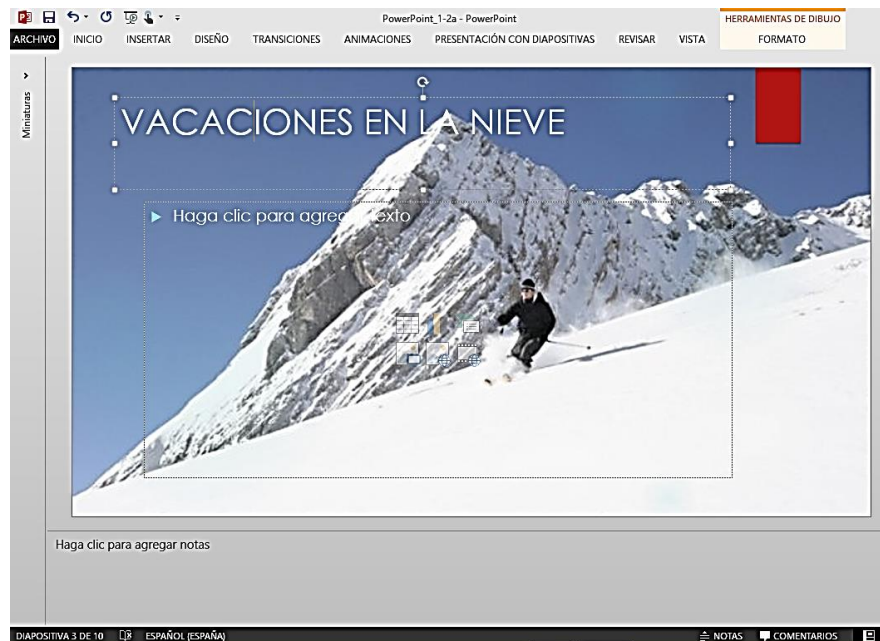 PowerPoint_1-2a - PowerPoint
HERRAMIENTAS DE DIBUJO
ARCHIVO INICIO INSERTAR DISEÑO TRANSICIONES ANIMACIONES PRESENTACIÓN CON DIAPOSITIVAS REVISAR VISTA FORMATO
Miniaturas
VACACIONES EN LA NIEVE
Haga clic para agregar texto
Haga clic para agregar notas
DIAPOSITIVA 3 DE 10 ESPAÑOL (ESPAÑA) NOTAS COMENTARIOS